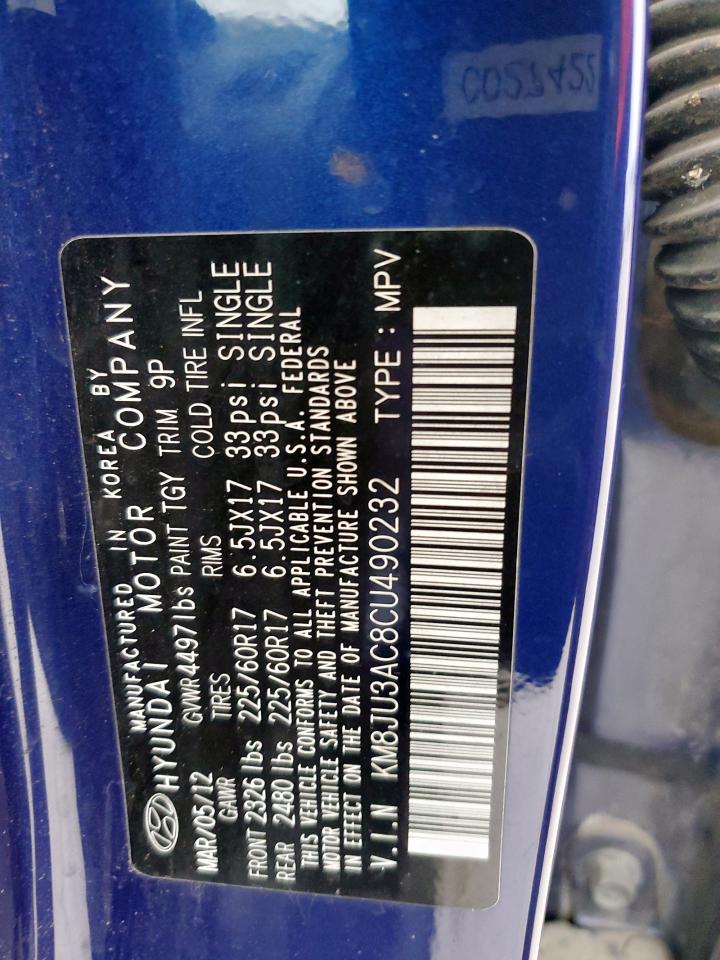 MANUFACTURED IN KOREA BY
HYUNDAI MOTOR COMPANY
MAR/05/12 GVWR 4497lbs PAINT TGY TRIM 9P
GAWR TIRES RIMS COLD TIRE INFL
FRONT 2326 lbs 225/60R17 6.5JX17 33psi SINGLE
REAR 2480 lbs 225/60R17 6.5JX17 33psi SINGLE
THIS VEHICLE CONFORMS TO ALL APPLICABLE U.S.A. FEDERAL
MOTOR VEHICLE SAFETY AND THEFT PREVENTION STANDARDS
IN EFFECT ON THE DATE OF MANUFACTURE SHOWN ABOVE
V.I.N KM8JU3AC8CU490232 TYPE : MPV